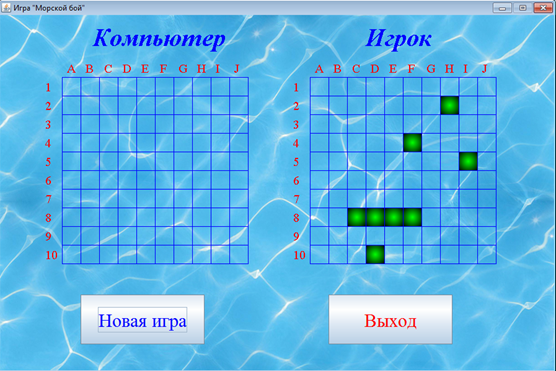 Игра "Морской бой"
Компьютер Игрок
A B C D E F G H I J A B C D E F G H I J
1 1
2 2
3 3
4 4
5 5
6 6
7 7
8 8
9 9
10 10
Новая игра Выход